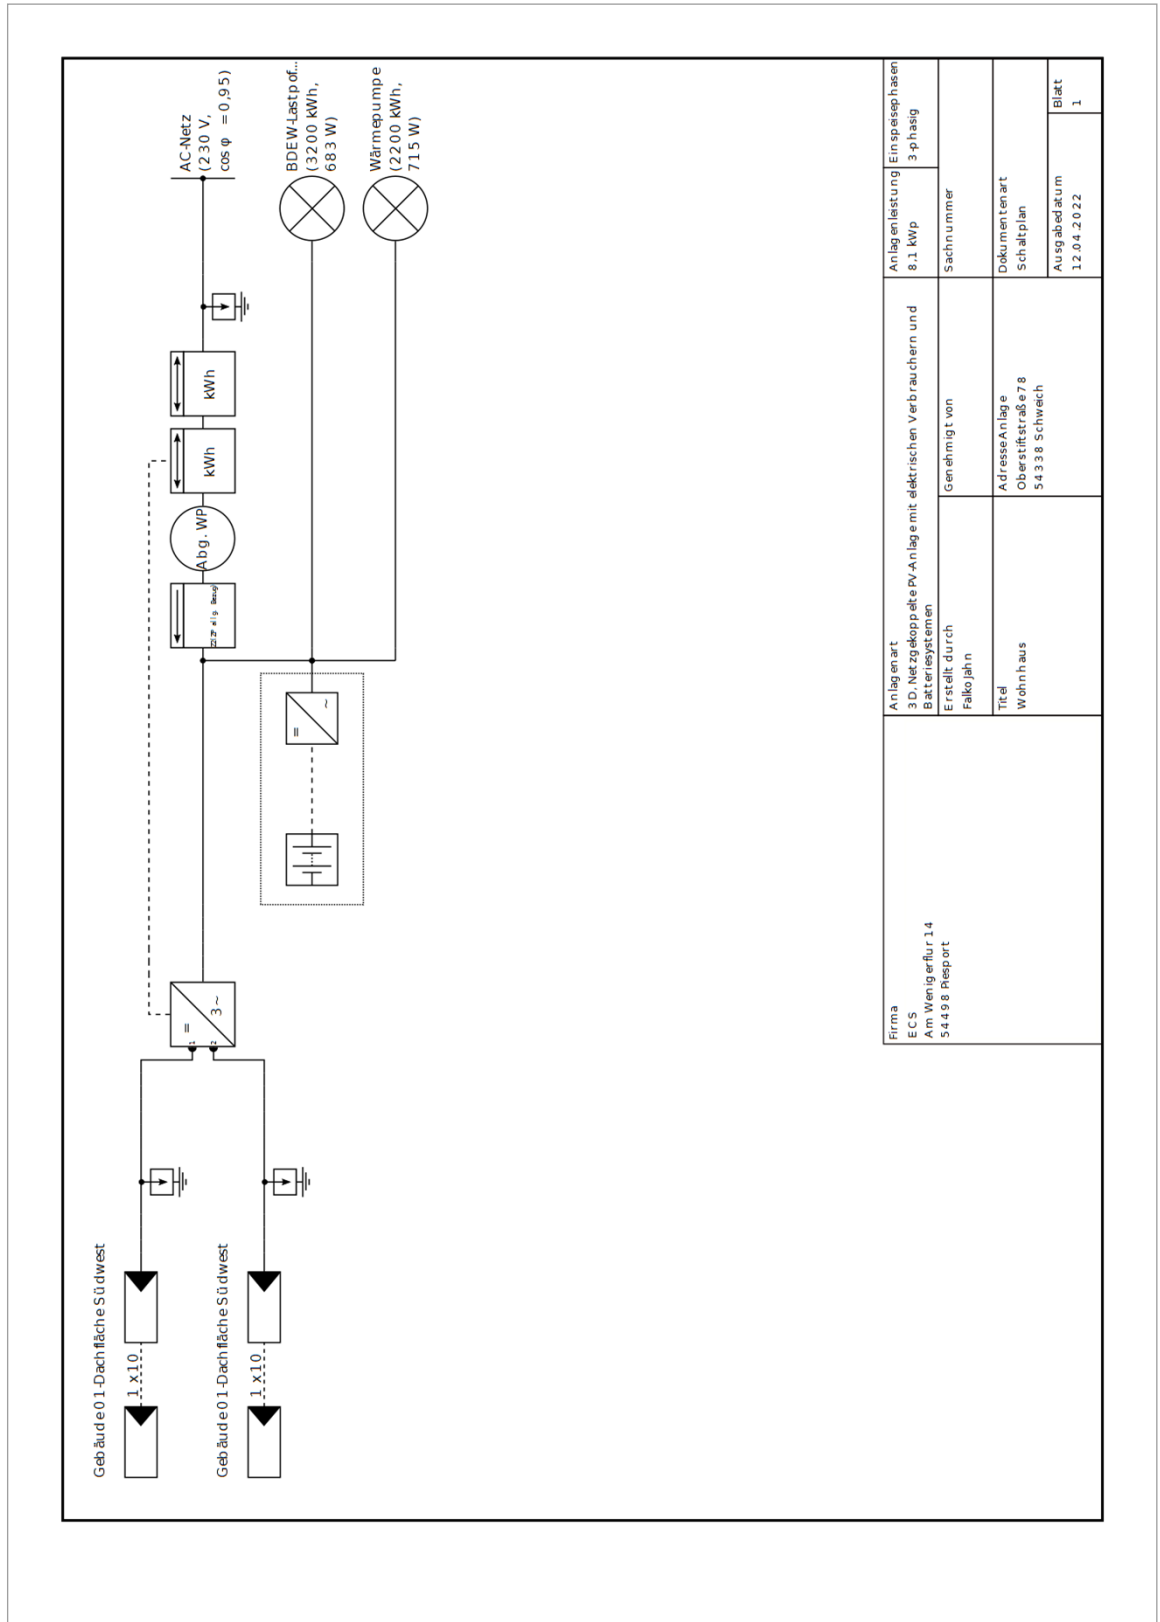 Gebäude 01-Dachfläche Südwest
1 x10
Gebäude 01-Dachfläche Südwest
1 x10
1
2
=
3 ~
=
~
Abg. WP
kWh
kWh
AC-Netz
(230 V,
cos φ = 0,95)
BDEW-Lastpof...
(3200 kWh,
683 W)
Wärmepumpe
(2200 kWh,
715 W)
Firma
ECS
Am Wenigerflur 14
54498 Piesport
Anlagenart
3D, Netzgekoppelte PV-Anlage mit elektrischen Verbrauchern und
Batteriesystemen
Anlagenleistung
8,1 kWp
Einspeisephasen
3-phasig
Erstellt durch
Falko Jahn
Genehmigt von
Sachnummer
Titel
Wohnhaus
Adresse Anlage
Oberstiftstraße 78
54338 Schweich
Dokumentenart
Schaltplan
Ausgabedatum
12.04.2022
Blatt
1